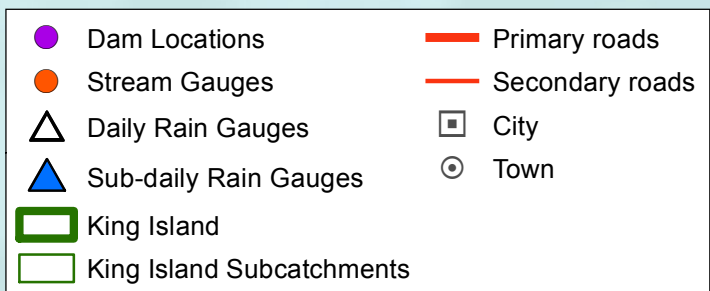 Dam Locations
Stream Gauges
Daily Rain Gauges
Sub-daily Rain Gauges
King Island
King Island Subcatchments
Primary roads
Secondary roads
City
Town